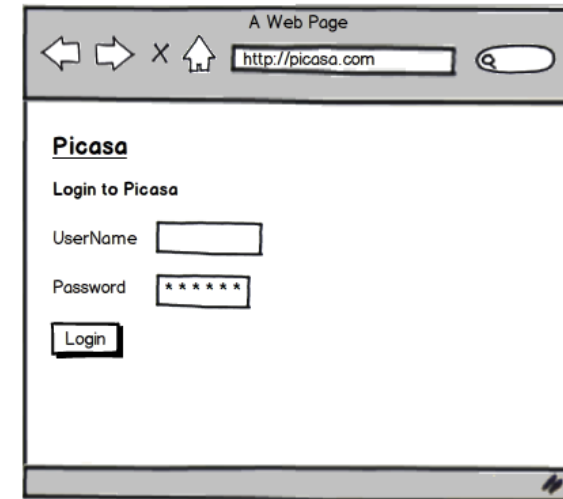 A Web Page
http://picasa.com
Picasa
Login to Picasa
UserName
Password ******
Login